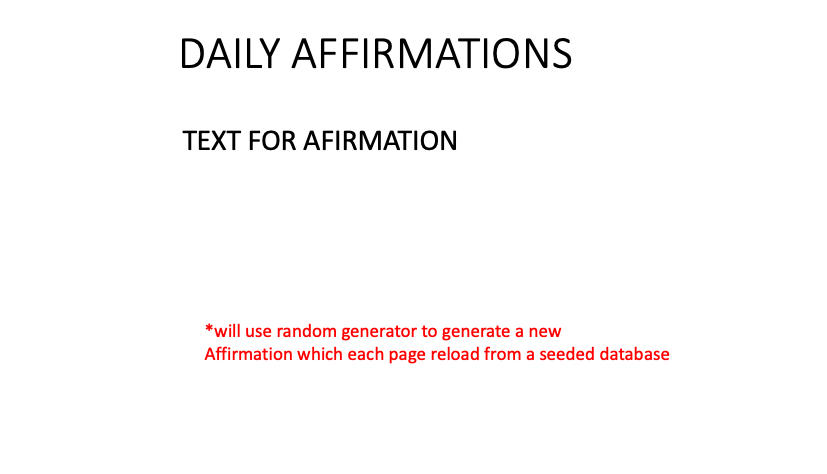 DAILY AFFIRMATIONS
TEXT FOR AFIRMATION
*will use random generator to generate a new
Affirmation which each page reload from a seeded database